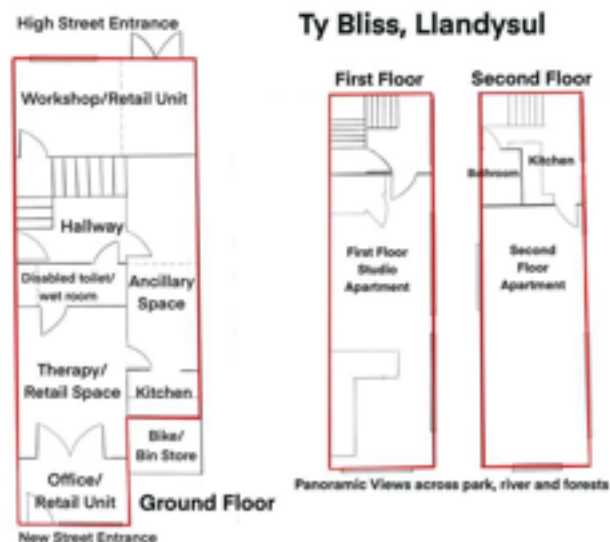 Ty Bliss, Llandysul
High Street Entrance
Workshop/Retail Unit
Hallway
Disabled toilet/
wet room
Ancillary
Space
Therapy/
Retail Space
Kitchen
Bike/
Bin Store
Office/
Retail Unit
Ground Floor
New Street Entrance
First Floor
First Floor
Studio
Apartment
Second Floor
Kitchen
Bathroom
Second
Floor
Apartment
Panoramic Views across park, river and forests